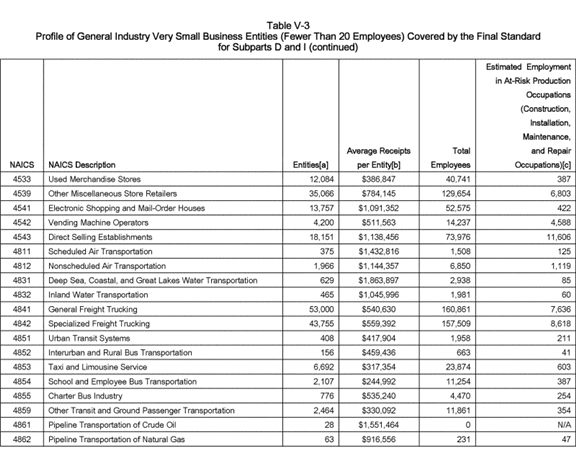 Table V-3
Profile of General Industry Very Small Business Entities (Fewer Than 20 Employees) Covered by the Final Standard
for Subparts D and I (continued)
NAICS NAICS Description Entities[a] Average Receipts per Entity[b] Total Employees Estimated Employment in At-Risk Production Occupations (Construction, Installation, Maintenance, and Repair Occupations)[c]
4533 Used Merchandise Stores 12,084 $386,847 40,741 387
4539 Other Miscellaneous Store Retailers 35,066 $784,145 129,654 6,803
4541 Electronic Shopping and Mail-Order Houses 13,757 $1,091,352 52,575 422
4542 Vending Machine Operators 4,200 $511,563 14,237 4,588
4543 Direct Selling Establishments 18,151 $1,138,456 73,976 11,606
4811 Scheduled Air Transportation 375 $1,432,816 1,508 125
4812 Nonscheduled Air Transportation 1,966 $1,144,357 6,850 1,119
4831 Deep Sea, Coastal, and Great Lakes Water Transportation 629 $1,863,897 2,938 85
4832 Inland Water Transportation 465 $1,045,996 1,981 60
4841 General Freight Trucking 53,000 $540,630 160,861 7,636
4842 Specialized Freight Trucking 43,755 $559,392 157,509 8,618
4851 Urban Transit Systems 408 $417,904 1,958 211
4852 Interurban and Rural Bus Transportation 156 $459,436 663 41
4853 Taxi and Limousine Service 6,692 $317,354 23,874 603
4854 School and Employee Bus Transportation 2,107 $244,992 11,254 387
4855 Charter Bus Industry 776 $535,240 4,470 254
4859 Other Transit and Ground Passenger Transportation 2,464 $330,092 11,861 354
4861 Pipeline Transportation of Crude Oil 28 $1,551,464 0 N/A
4862 Pipeline Transportation of Natural Gas 63 $916,556 231 47